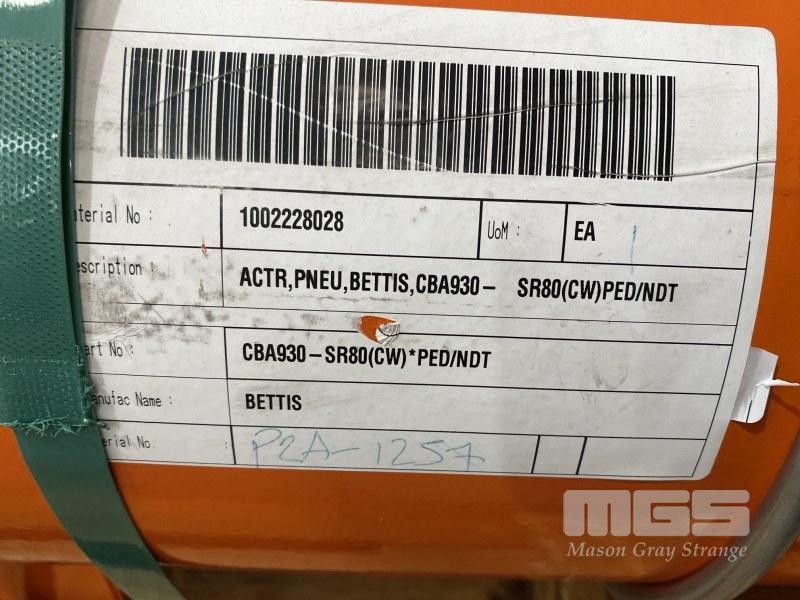 aterial No : 1002228028 UoM : EA
escription : ACTR,PNEU,BETTIS,CBA930- SR80(CW)PED/NDT
art No : CBA930-SR80(CW)*PED/NDT
anufac Name : BETTIS
erial No : P2A-1257
MGS
Mason Gray Strange